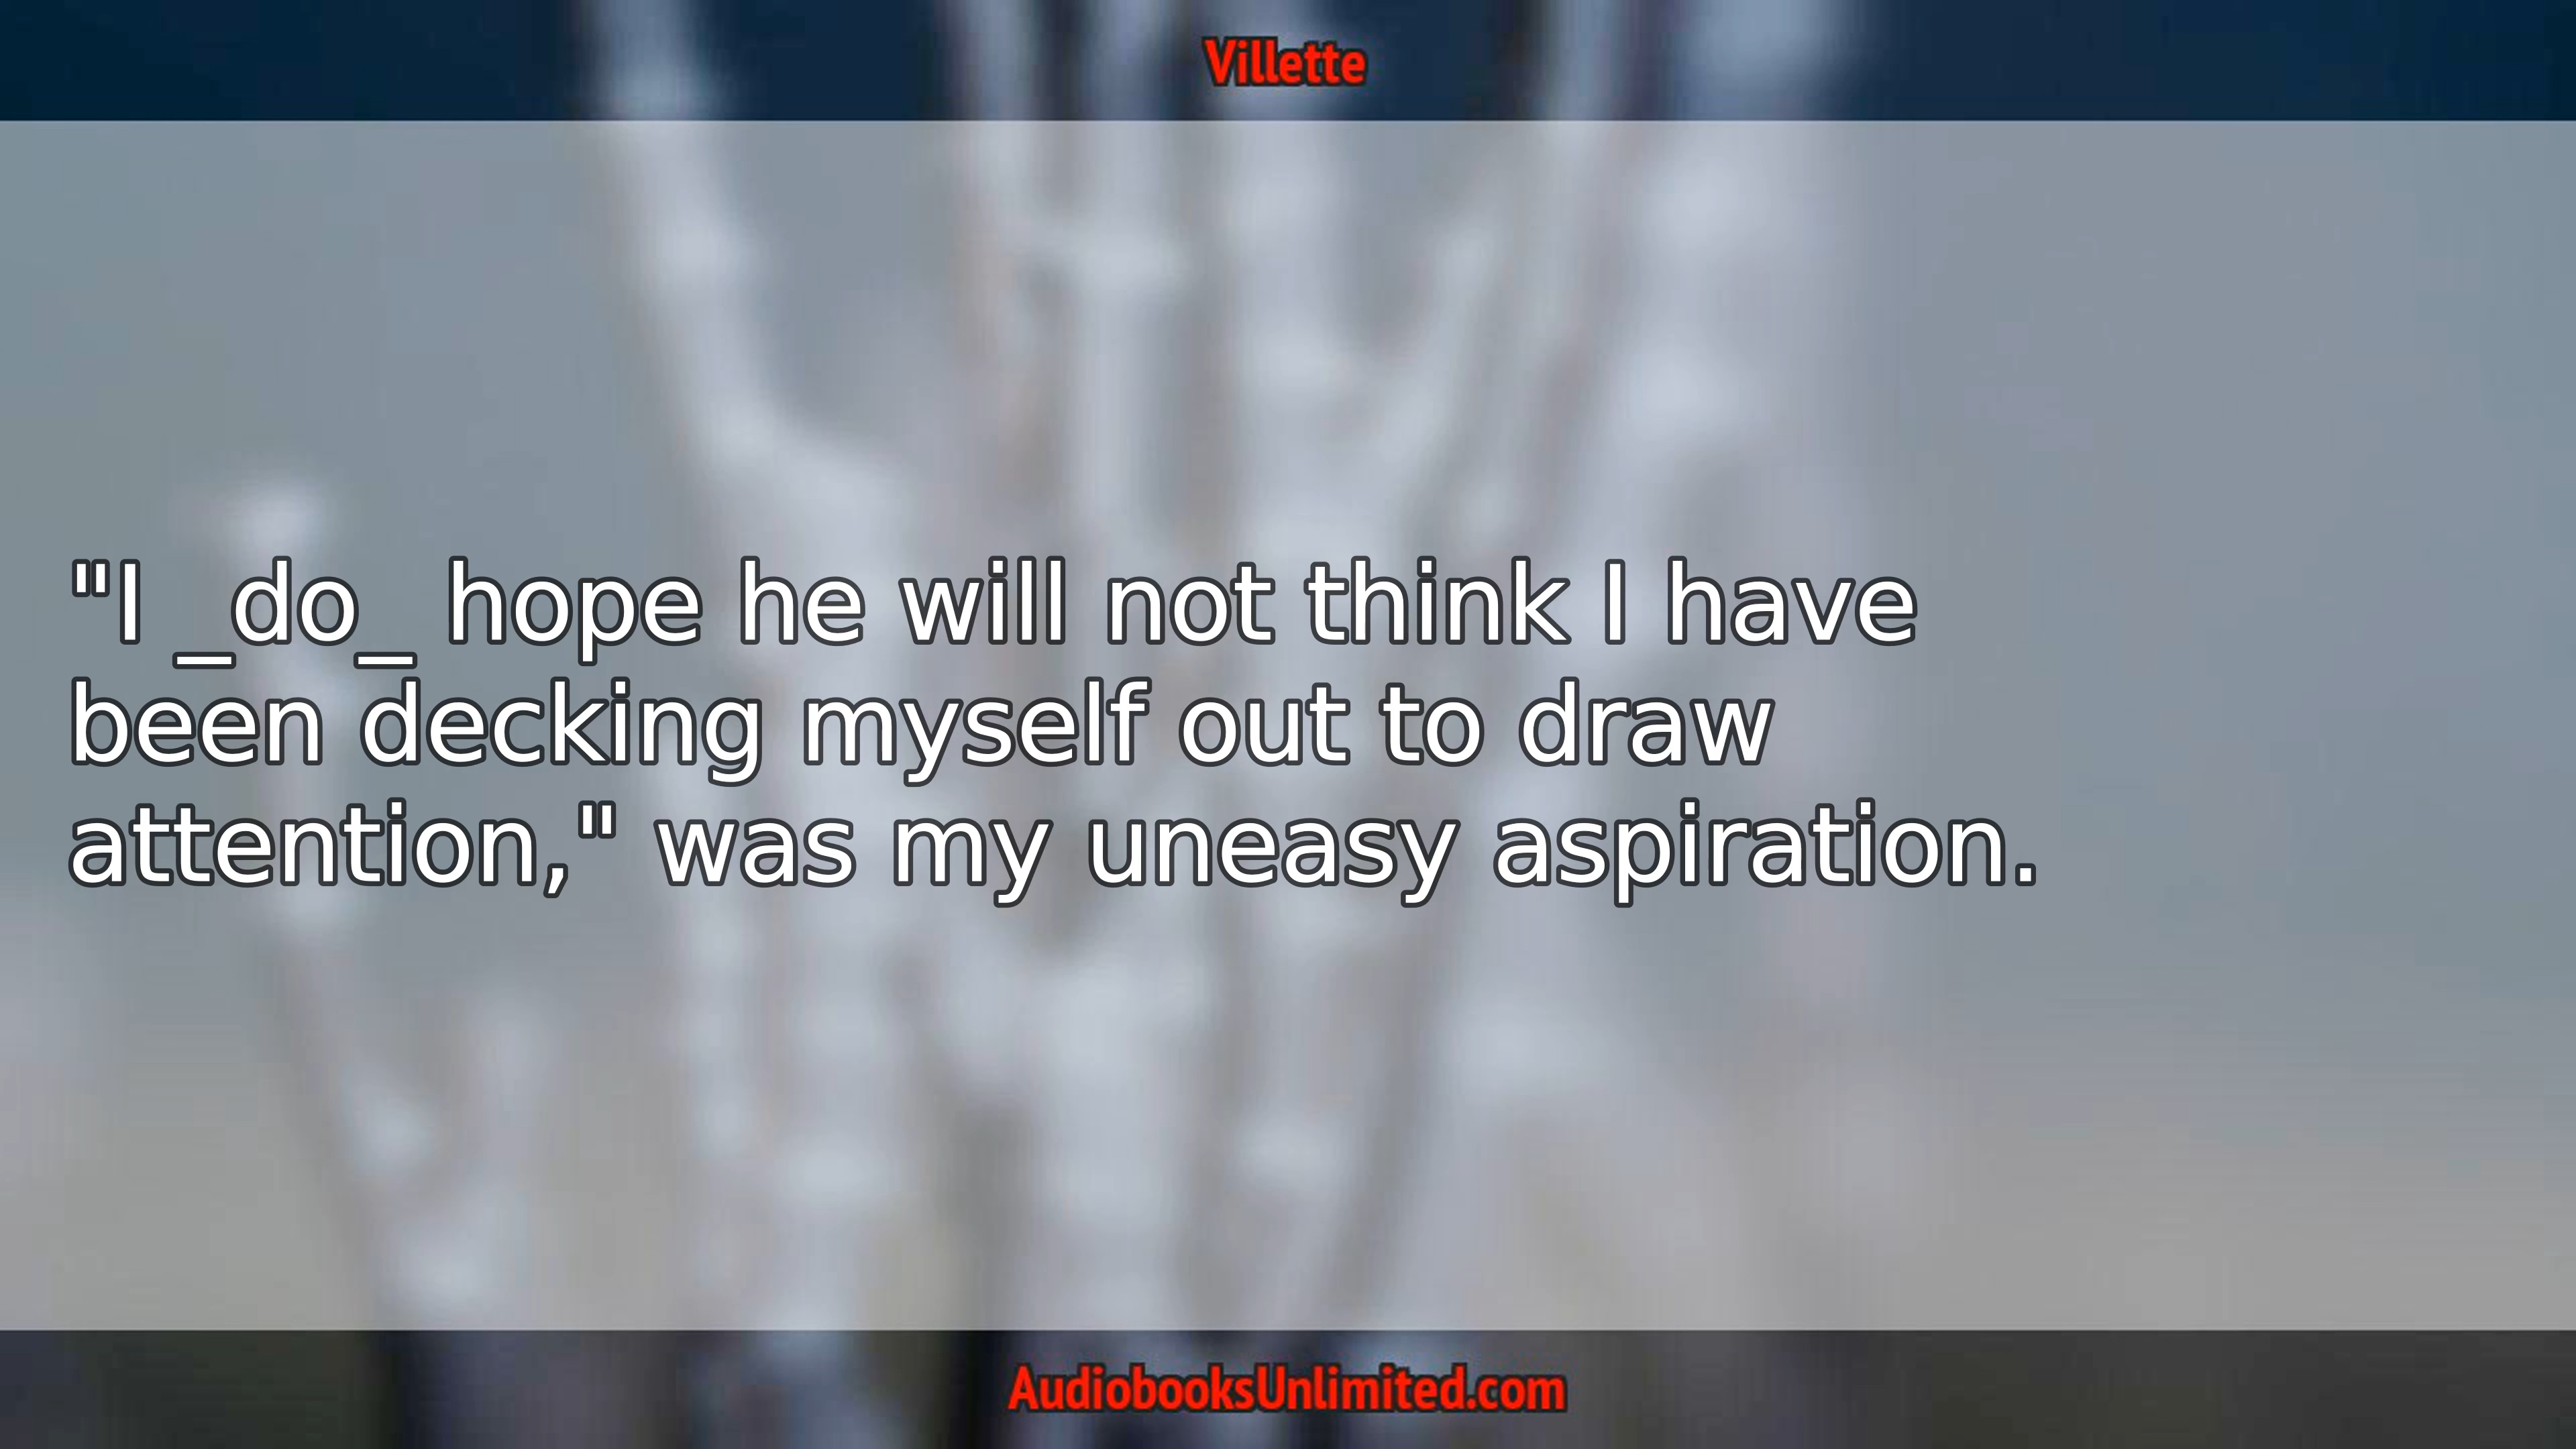 Villette
"I _do_ hope he will not think I have
been decking myself out to draw
attention," was my uneasy aspiration.
AudiobooksUnlimited.com